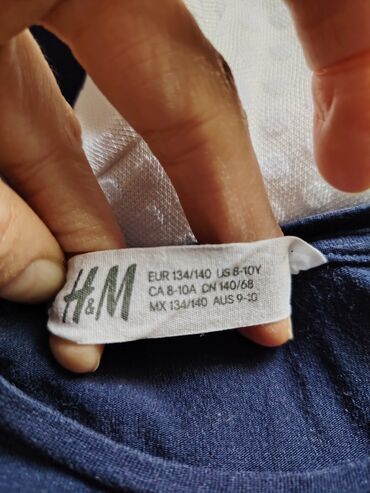 H&M
EUR 134/140 US 8-10Y
CA 8-10A CN 140/68
MX 134/140 AUS 9-10